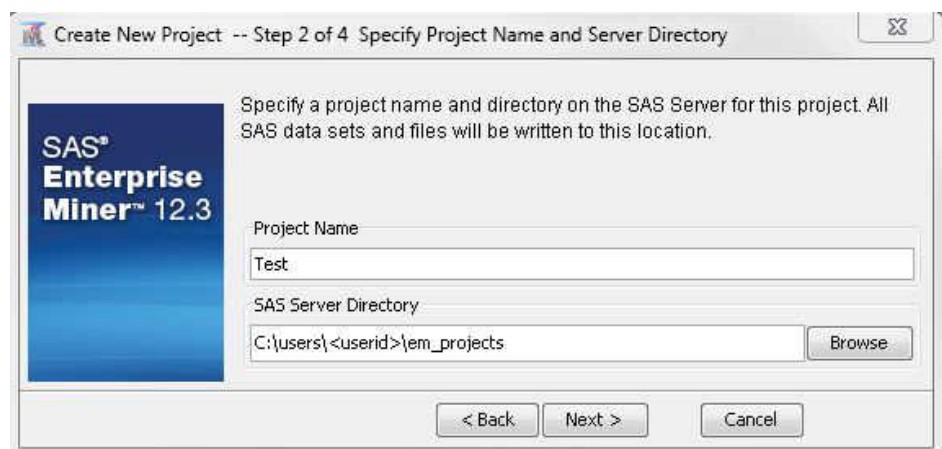 Create New Project -- Step 2 of 4 Specify Project Name and Server Directory
SAS®
Enterprise
Miner™ 12.3
Specify a project name and directory on the SAS Server for this project. All
SAS data sets and files will be written to this location.
Project Name
Test
SAS Server Directory
C:\users\<userid>\em_projects
Browse
< Back
Next >
Cancel